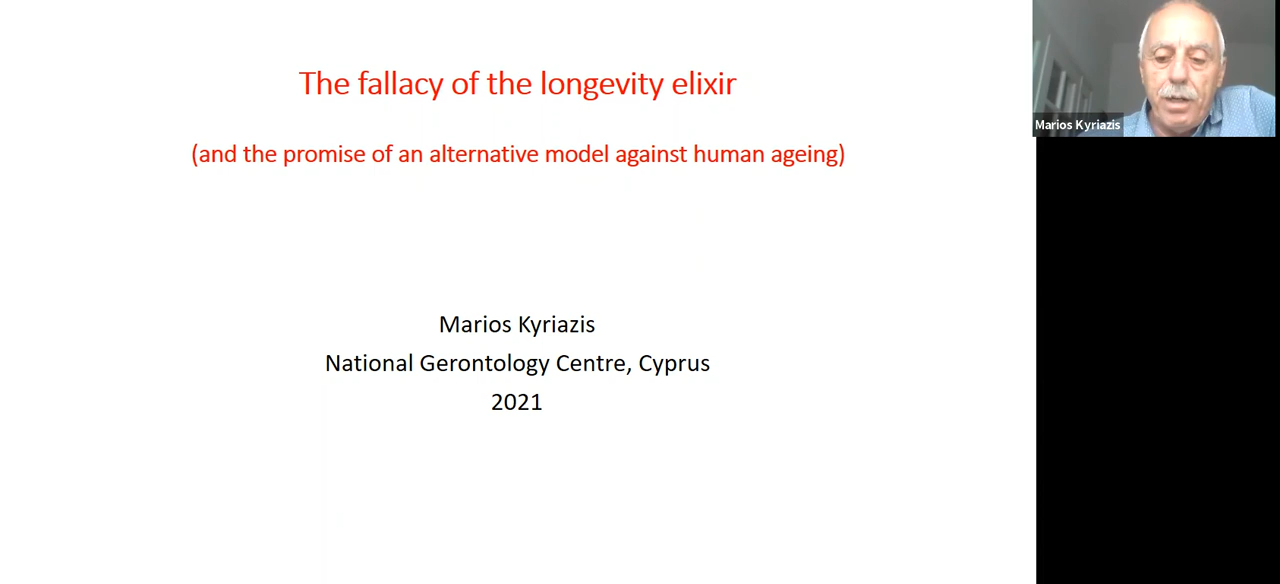 The fallacy of the longevity elixir
(and the promise of an alternative model against human ageing)
Marios Kyriazis
National Gerontology Centre, Cyprus
2021
Marios Kyriazis